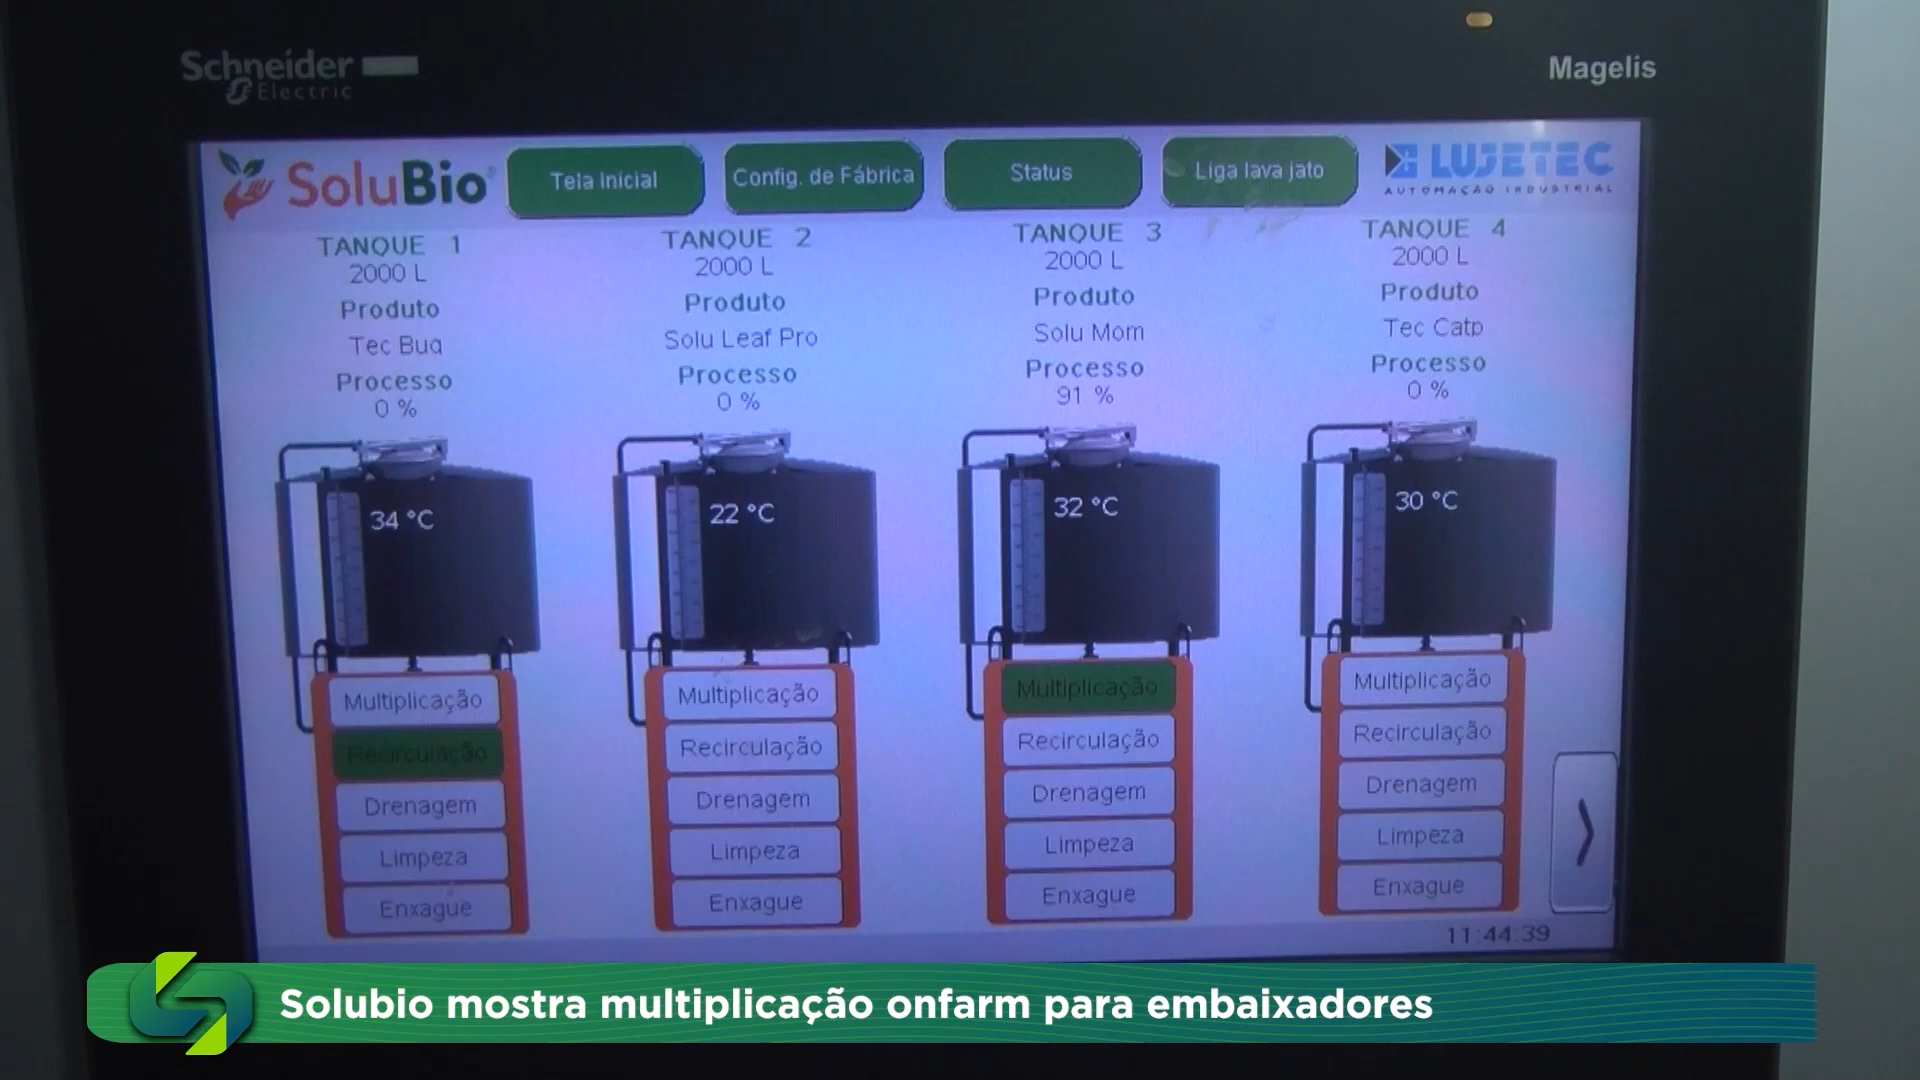 Schneider
Electric
Magelis
SoluBio
Tela Inicial
Config. de Fábrica
Status
Liga lava jato
LUJETEC
AUTOMAÇÃO INDUSTRIAL
TANQUE 1
2000 L
Produto
Tec Bua
Processo
0 %
34 °C
Multiplicação
Recirculação
Drenagem
Limpeza
Enxague
TANQUE 2
2000 L
Produto
Solu Leaf Pro
Processo
0 %
22 °C
Multiplicação
Recirculação
Drenagem
Limpeza
Enxague
TANQUE 3
2000 L
Produto
Solu Mom
Processo
91 %
32 °C
Multiplicação
Recirculação
Drenagem
Limpeza
Enxague
TANQUE 4
2000 L
Produto
Tec Catp
Processo
0 %
30 °C
Multiplicação
Recirculação
Drenagem
Limpeza
Enxague
11:44:39
Solubio mostra multiplicação onfarm para embaixadores